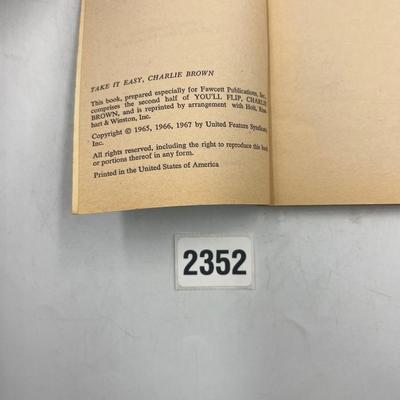 TAKE IT EASY, CHARLIE BROWN
This book, prepared especially for Fawcett Publications, Inc.,
comprises the second half of YOU'LL FLIP, CHARLIE
BROWN, and is reprinted by arrangement with Holt, Rine-
hart & Winston, Inc.
Copyright © 1965, 1966, 1967 by United Feature Syndicate,
Inc.
All rights reserved, including the right to reproduce this book
or portions thereof in any form.
Printed in the United States of America
2352